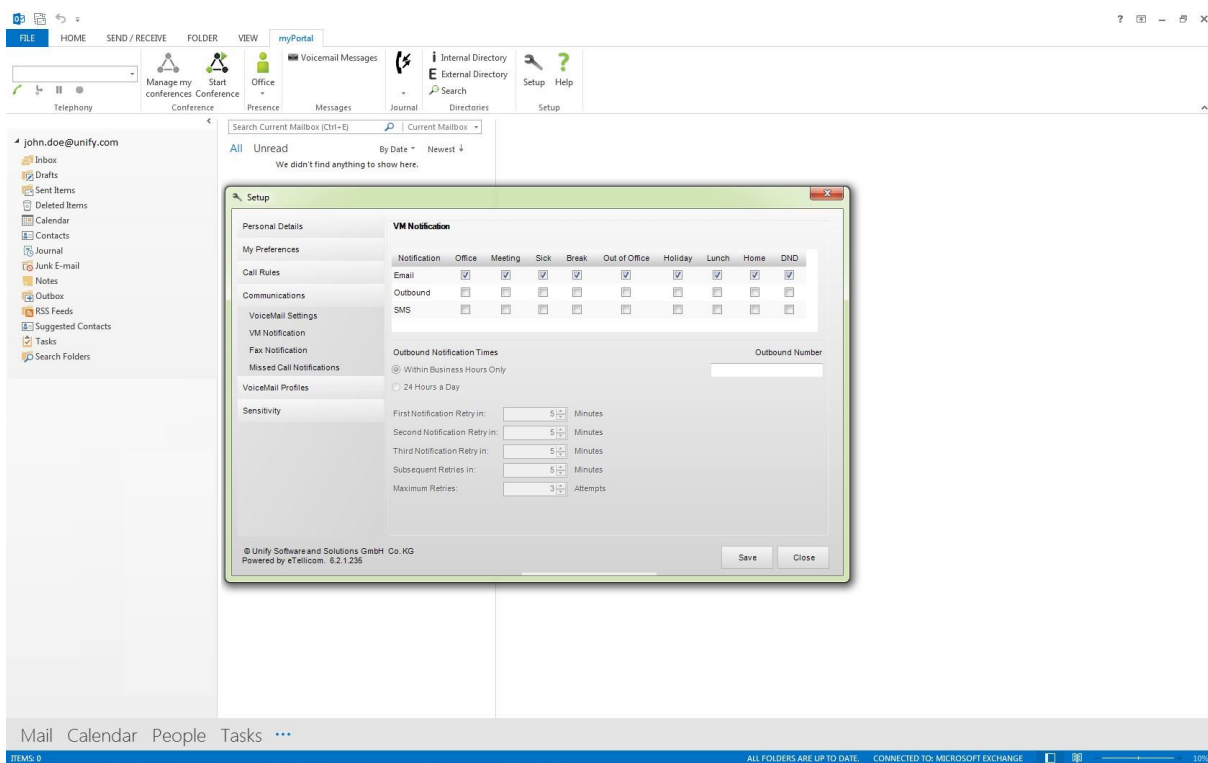 FILE HOME SEND / RECEIVE FOLDER VIEW myPortal
Voicemail Messages
Internal Directory
External Directory
Search
Manage my conferences
Start Conference
Office
Setup Help
Telephony Conference Presence Messages Journal Directories Setup
john.doe@unify.com
Inbox
Drafts
Sent Items
Deleted Items
Calendar
Contacts
Journal
Junk E-mail
Notes
Outbox
RSS Feeds
Suggested Contacts
Tasks
Search Folders
Search Current Mailbox (Ctrl+E) Current Mailbox
All Unread By Date Newest
We didn't find anything to show here.
Setup
Personal Details
My Preferences
Call Rules
Communications
VoiceMail Settings
VM Notification
Fax Notification
Missed Call Notifications
VoiceMail Profiles
Sensitivity
VM Notification
Notification Office Meeting Sick Break Out of Office Holiday Lunch Home DND
Email
Outbound
SMS
Outbound Notification Times Outbound Number
Within Business Hours Only
24 Hours a Day
First Notification Retry in: 5 Minutes
Second Notification Retry in: 5 Minutes
Third Notification Retry in: 5 Minutes
Subsequent Retries in: 5 Minutes
Maximum Retries: 3 Attempts
© Unify Software and Solutions GmbH Co. KG
Powered by eTellicom. 6.2.1.236
Save Close
Mail Calendar People Tasks ···
ITEMS: 0 ALL FOLDERS ARE UP TO DATE. CONNECTED TO: MICROSOFT EXCHANGE 10%